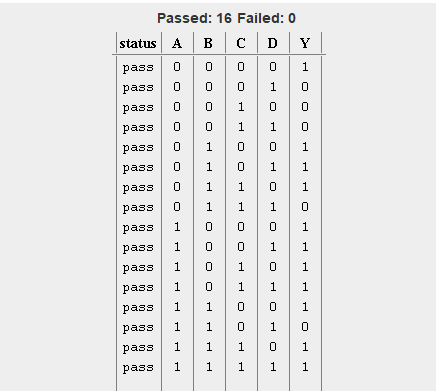 Passed: 16 Failed: 0
status A B C D Y
pass 0 0 0 0 1
pass 0 0 0 1 0
pass 0 0 1 0 0
pass 0 0 1 1 0
pass 0 1 0 0 1
pass 0 1 0 1 1
pass 0 1 1 0 1
pass 0 1 1 1 0
pass 1 0 0 0 1
pass 1 0 0 1 1
pass 1 0 1 0 1
pass 1 0 1 1 1
pass 1 1 0 0 1
pass 1 1 0 1 0
pass 1 1 1 0 1
pass 1 1 1 1 1